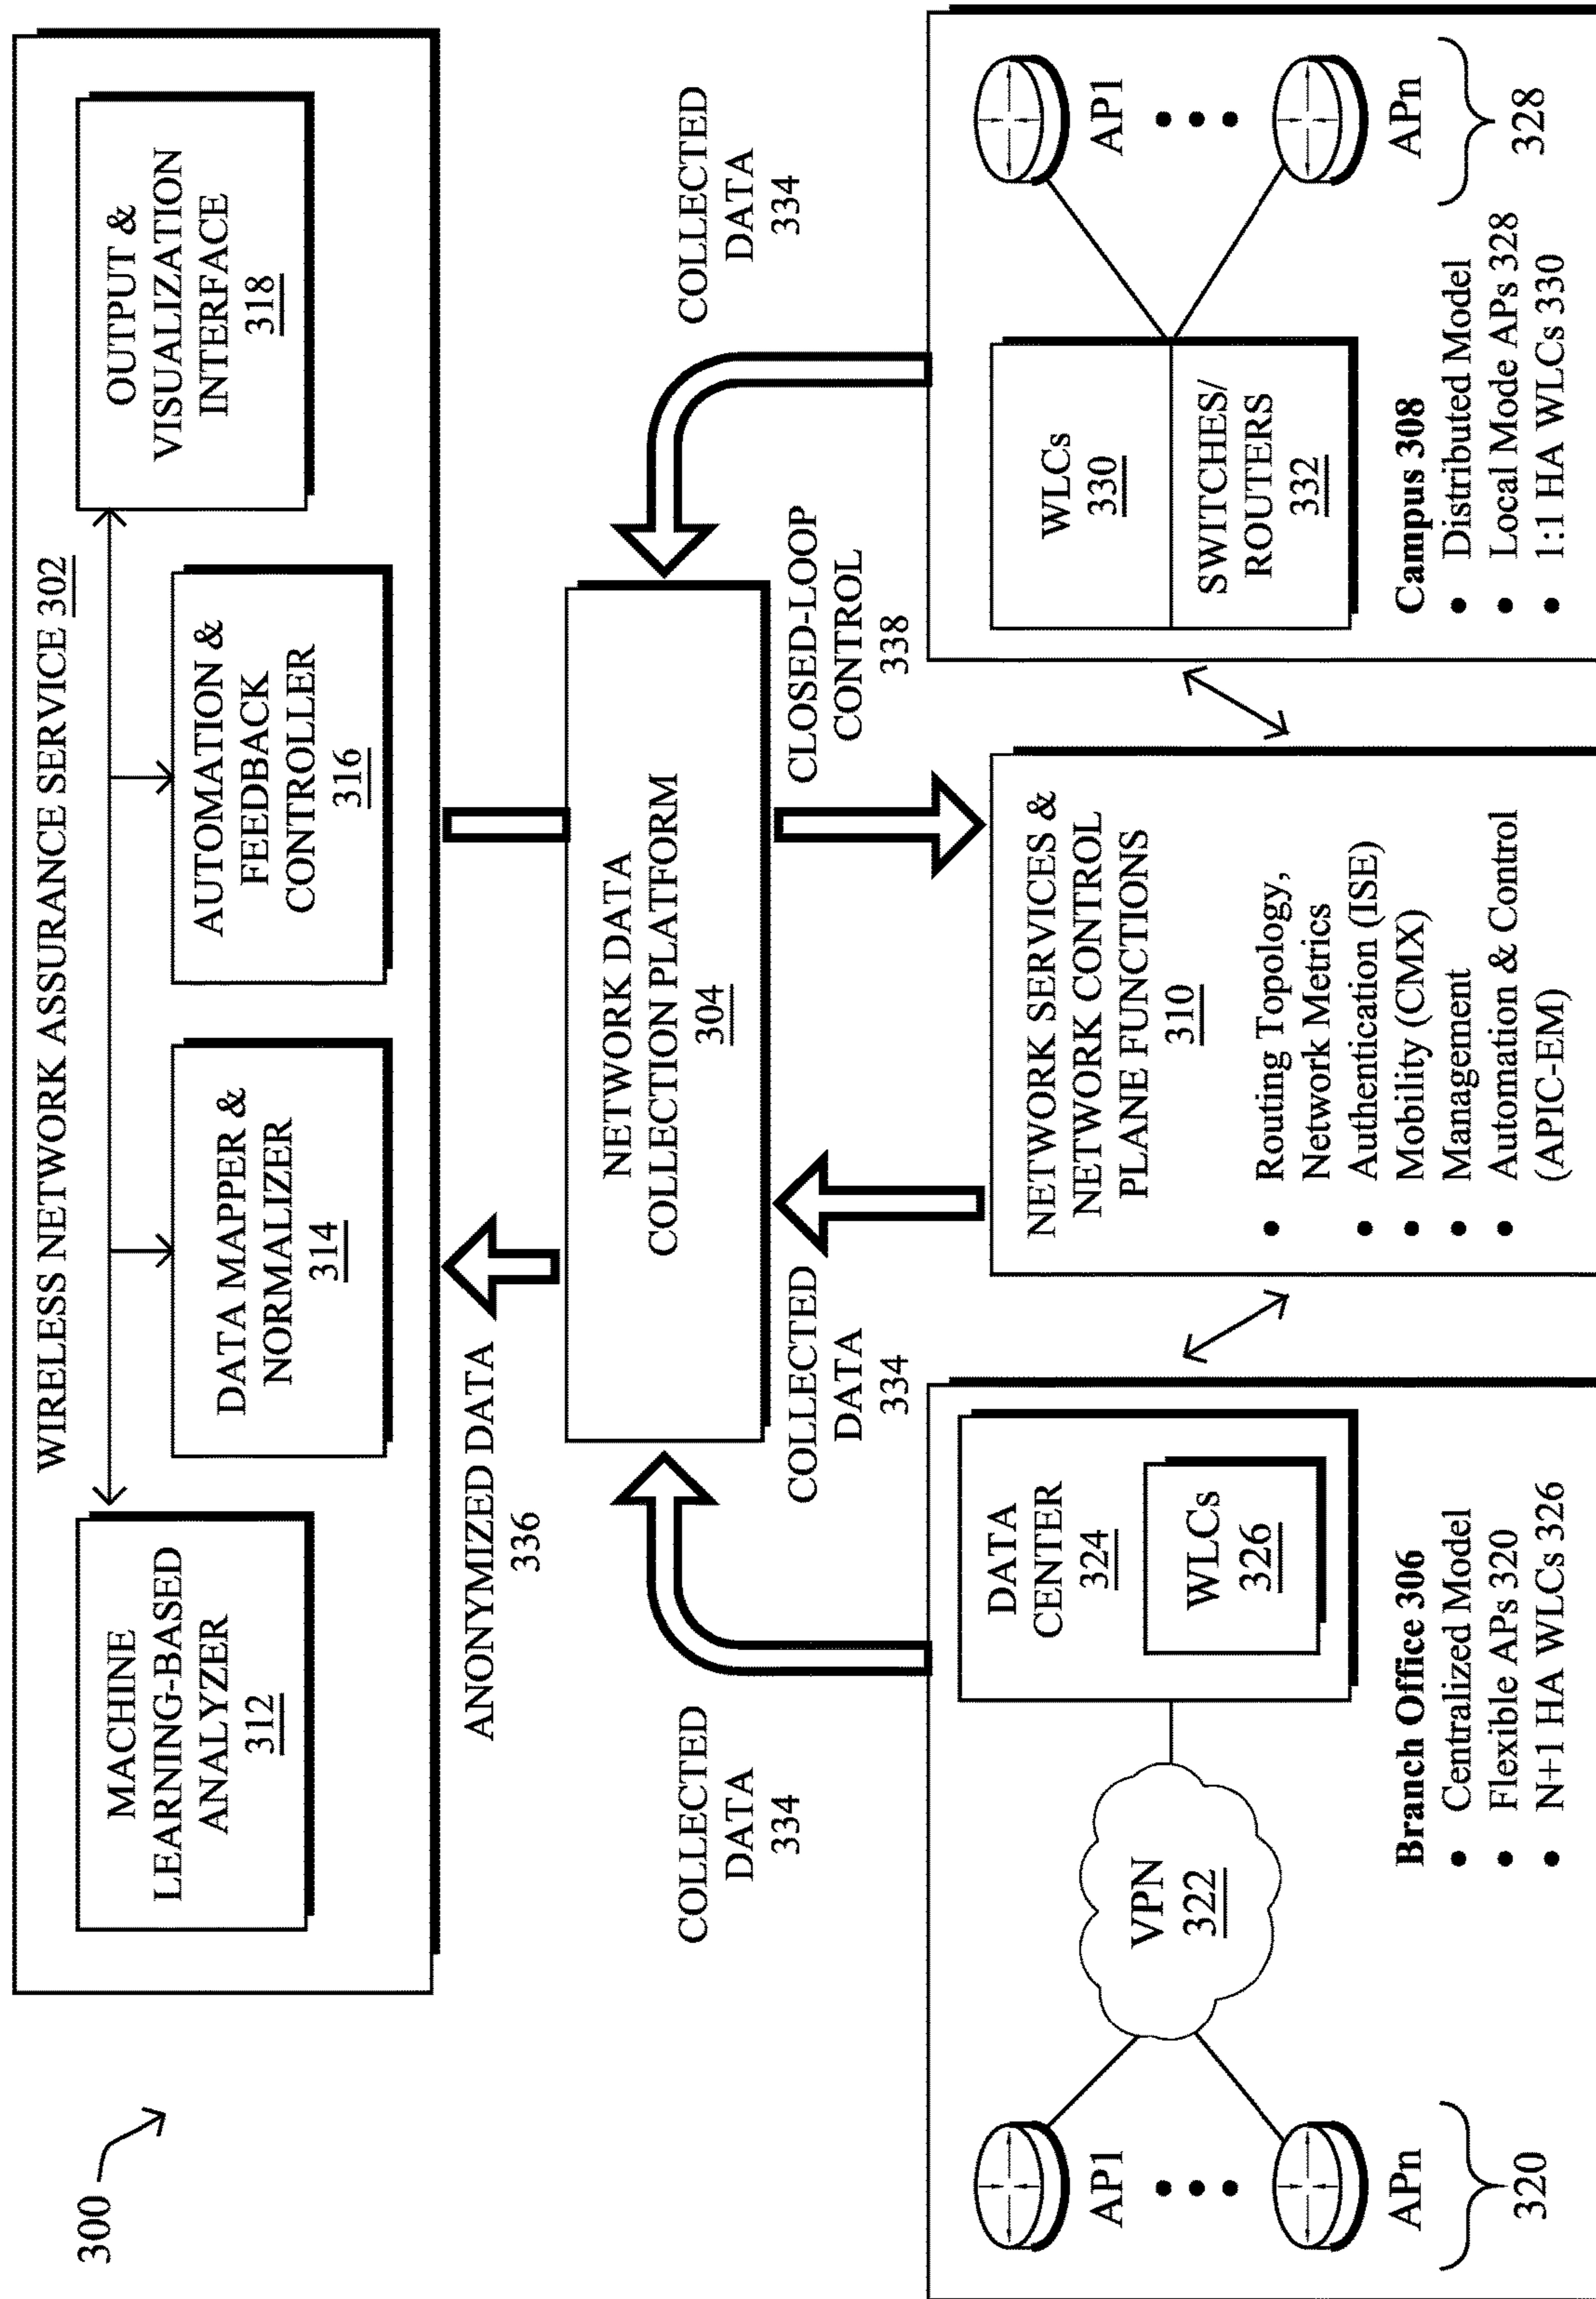 300
WIRELESS NETWORK ASSURANCE SERVICE 302
MACHINE
LEARNING-BASED
ANALYZER
312
DATA MAPPER &
NORMALIZER
314
AUTOMATION &
FEEDBACK
CONTROLLER
316
OUTPUT &
VISUALIZATION
INTERFACE
318
ANONYMIZED DATA
336
NETWORK DATA
COLLECTION PLATFORM
304
COLLECTED
DATA
334
COLLECTED
DATA
334
CLOSED-LOOP
CONTROL
338
COLLECTED
DATA
334
AP1
APn
320
VPN
322
DATA
CENTER
324
WLCs
326
Branch Office 306
• Centralized Model
• Flexible APs 320
• N+1 HA WLCs 326
NETWORK SERVICES &
NETWORK CONTROL
PLANE FUNCTIONS
310
• Routing Topology,
Network Metrics
• Authentication (ISE)
• Mobility (CMX)
• Management
• Automation & Control
(APIC-EM)
WLCs
330
SWITCHES/
ROUTERS
332
AP1
APn
328
Campus 308
• Distributed Model
• Local Mode APs 328
• 1:1 HA WLCs 330